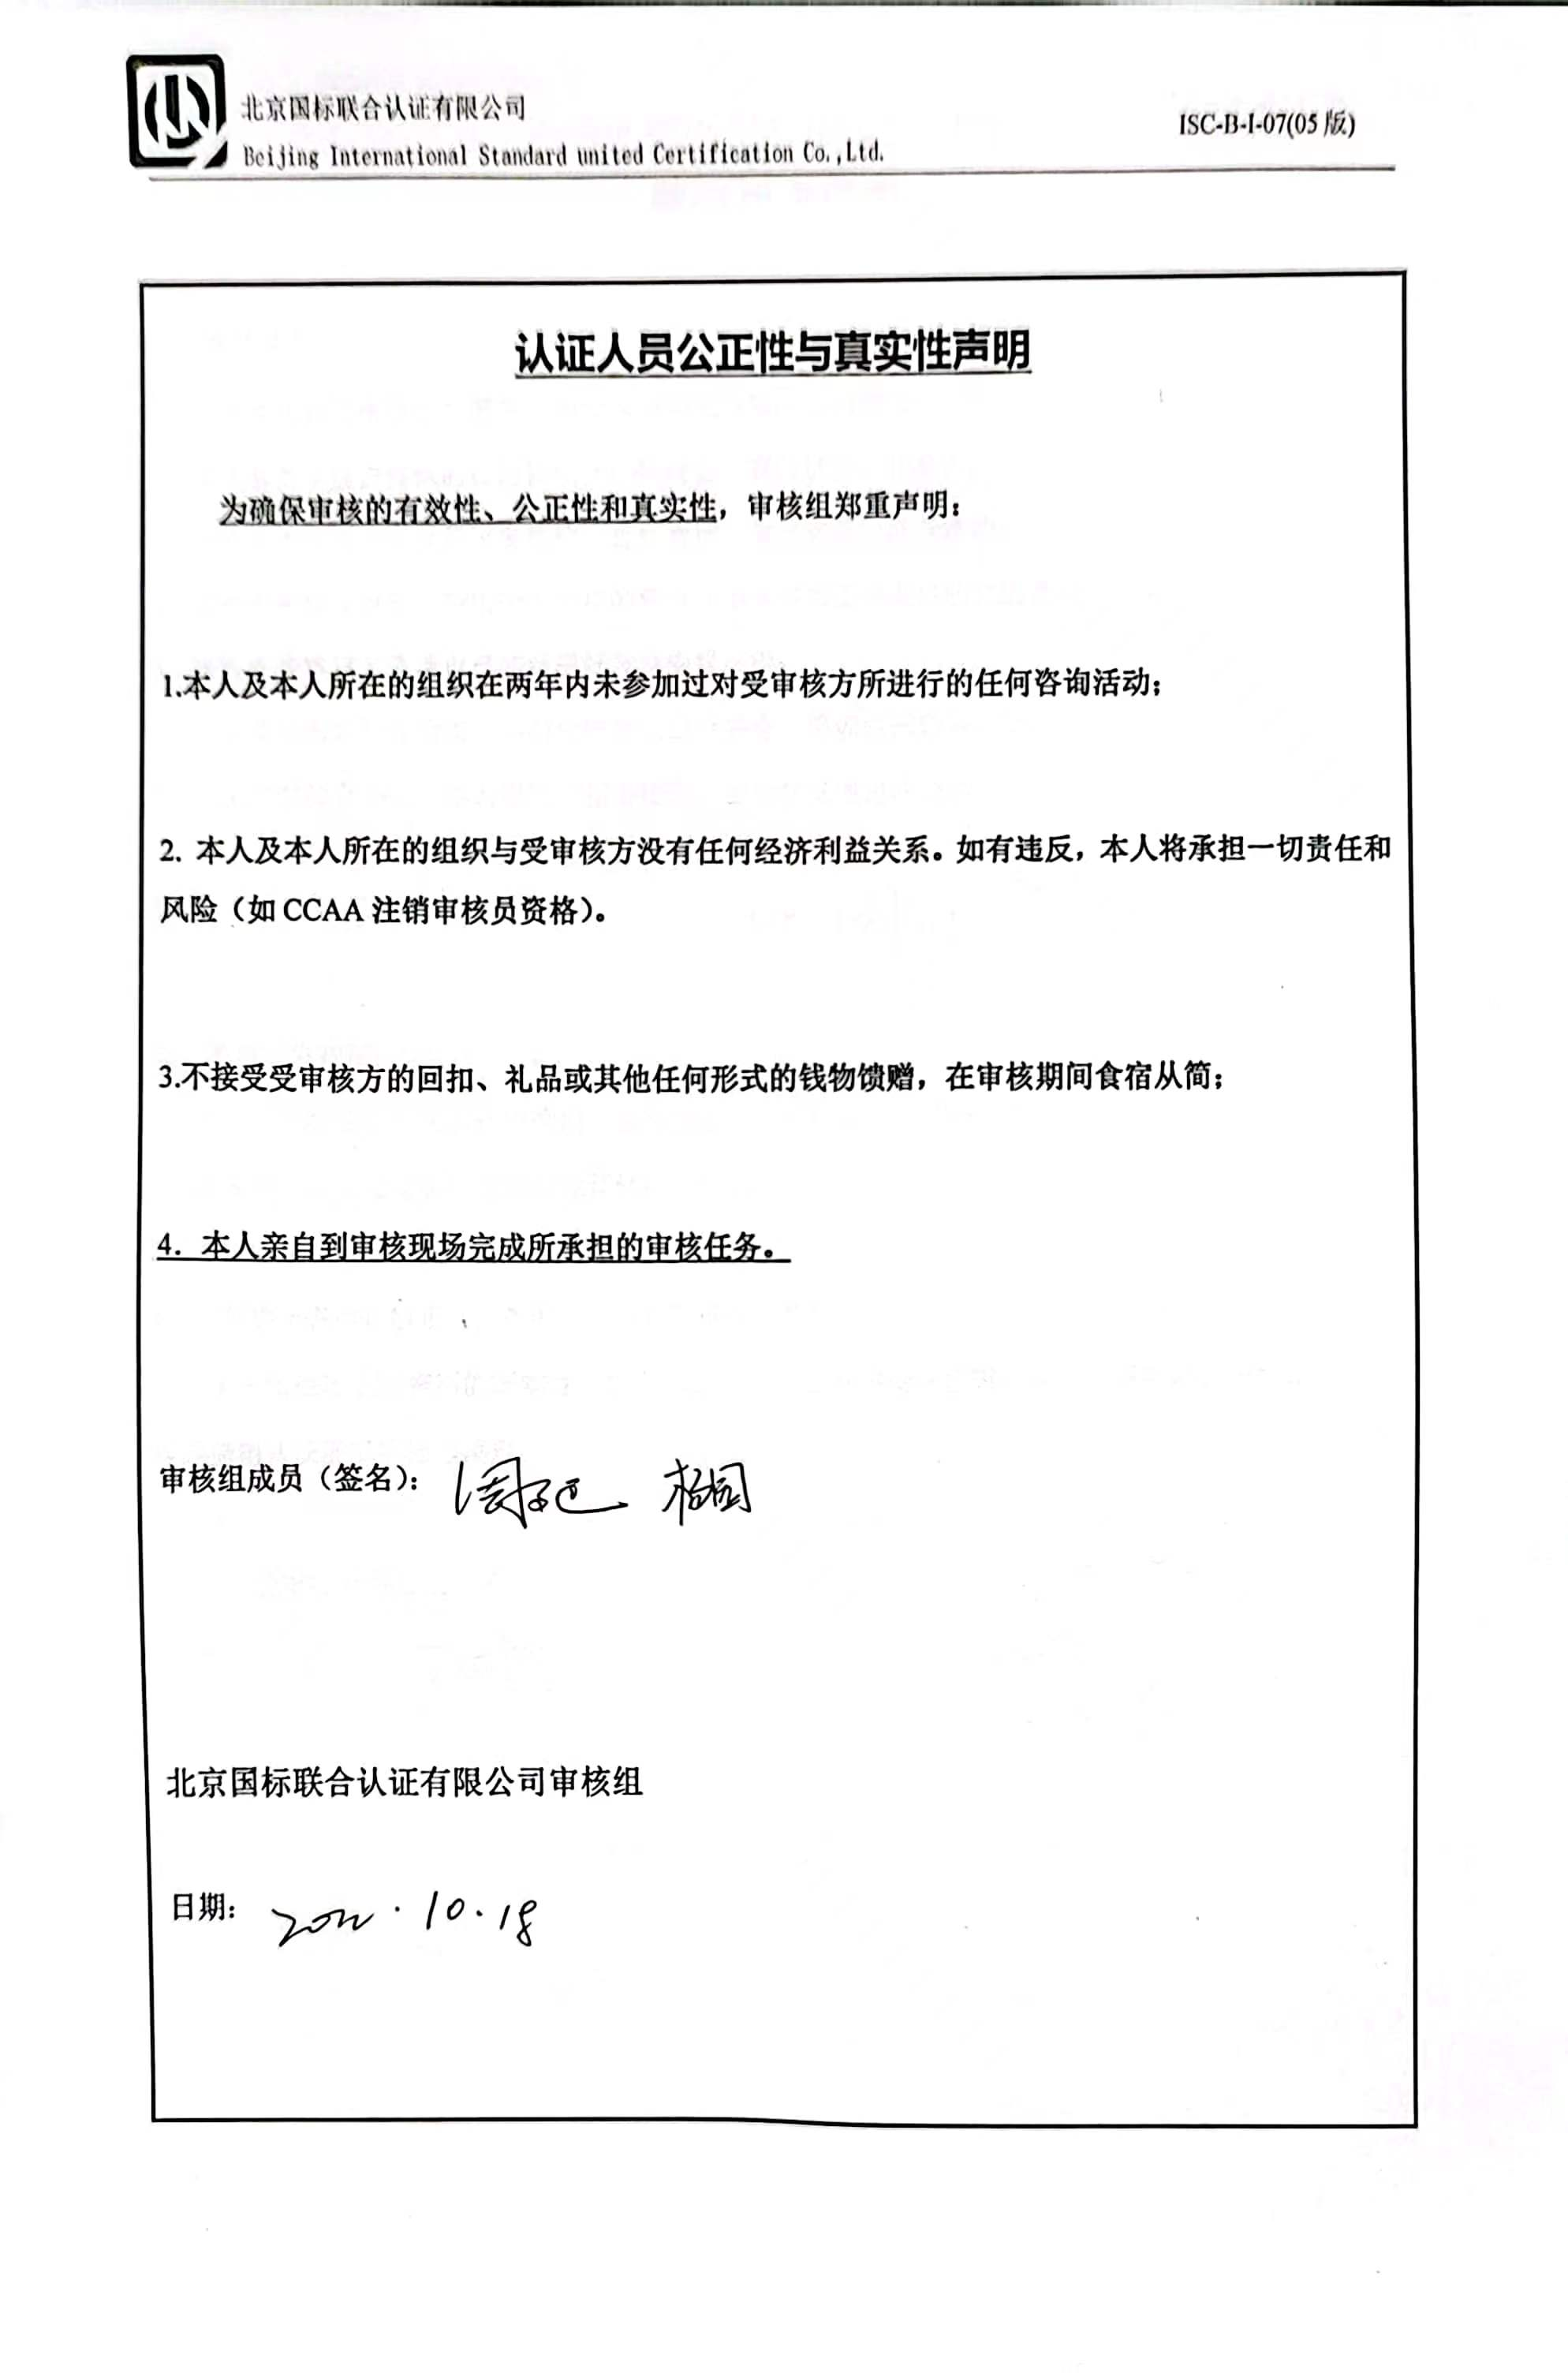 北京国标联合认证有限公司
ISC-B-I-07(05 版)
Beijing International Standard united Certification Co.,Ltd.
认证人员公正性与真实性声明
为确保审核的有效性、公正性和真实性，审核组郑重声明：
1.本人及本人所在的组织在两年内未参加过对受审核方所进行的任何咨询活动；
2. 本人及本人所在的组织与受审核方没有任何经济利益关系。如有违反，本人将承担一切责任和
风险（如 CCAA 注销审核员资格）。
3.不接受受审核方的回扣、礼品或其他任何形式的钱物馈赠，在审核期间食宿从简；
4. 本人亲自到审核现场完成所承担的审核任务。
审核组成员（签名）：
北京国标联合认证有限公司审核组
日期： 2022.10.18